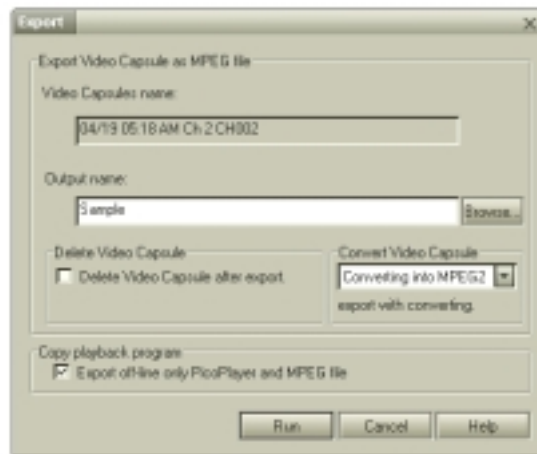 Export
Export Video Capsule as MPEG file
Video Capsules name:
04/19 05:18 AM Ch 2 CH002
Output name:
Sample
Browse...
Delete Video Capsule
Delete Video Capsule after export.
Convert Video Capsule
Converting into MPEG2
export with converting.
Copy playback program
Export off-line only PicoPlayer and MPEG file
Run
Cancel
Help